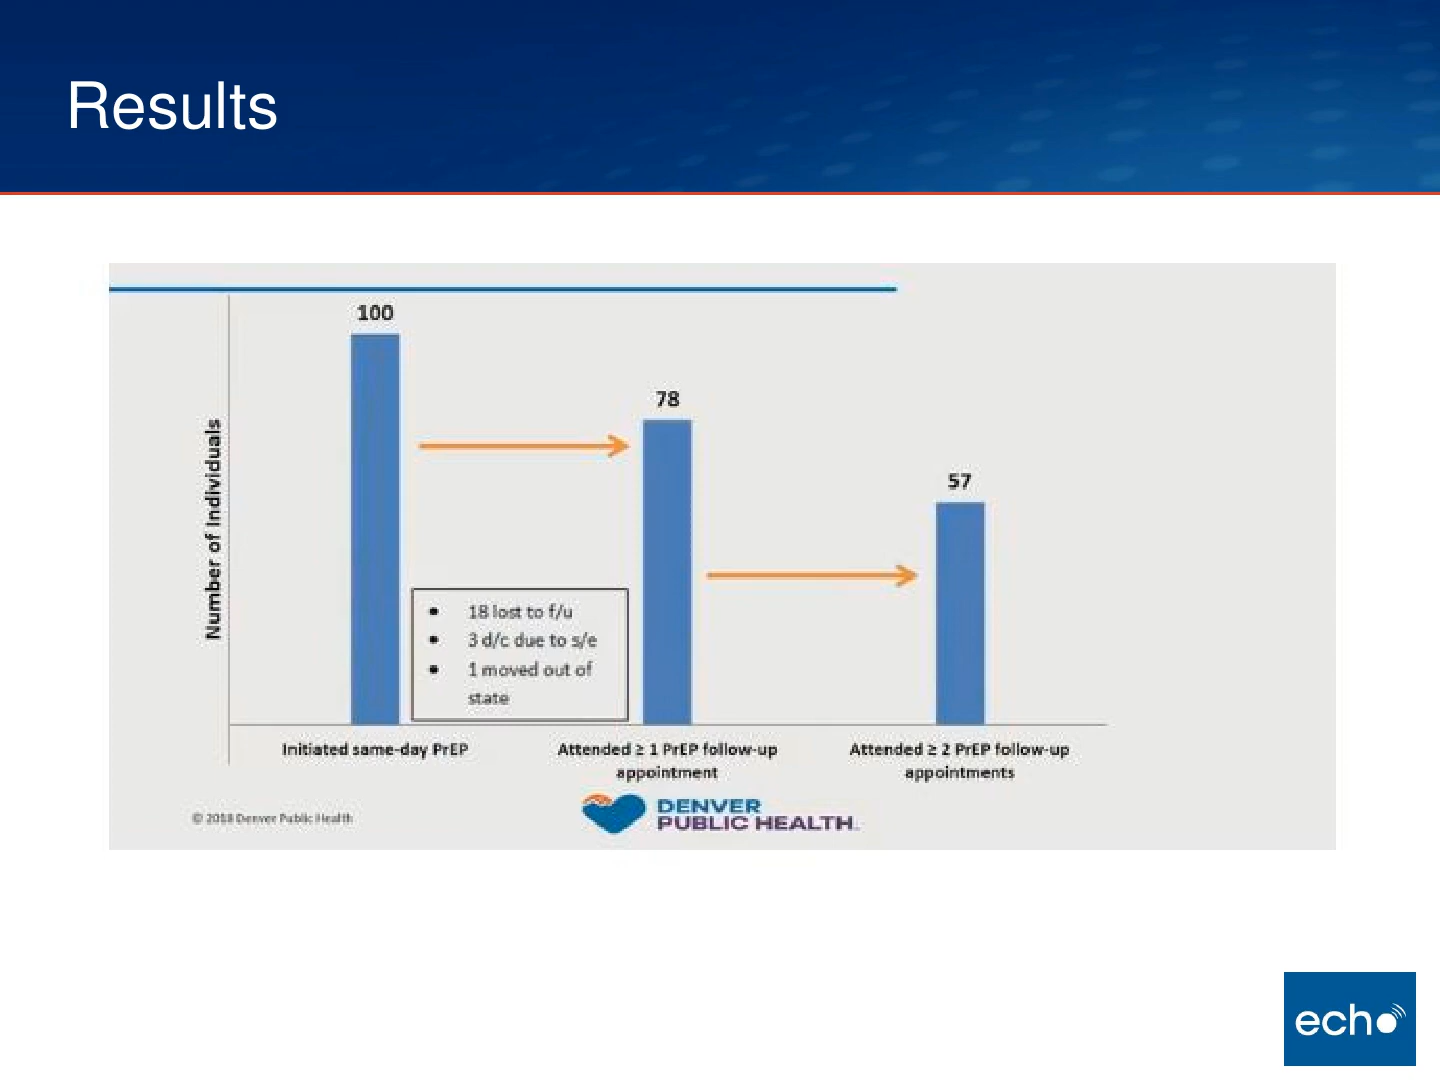 Results
100
78
57
Number of Individuals
• 18 lost to f/u
• 3 d/c due to s/e
• 1 moved out of
state
Initiated same-day PrEP
Attended ≥ 1 PrEP follow-up
appointment
Attended ≥ 2 PrEP follow-up
appointments
© 2018 Denver Public Health
DENVER
PUBLIC HEALTH
echo